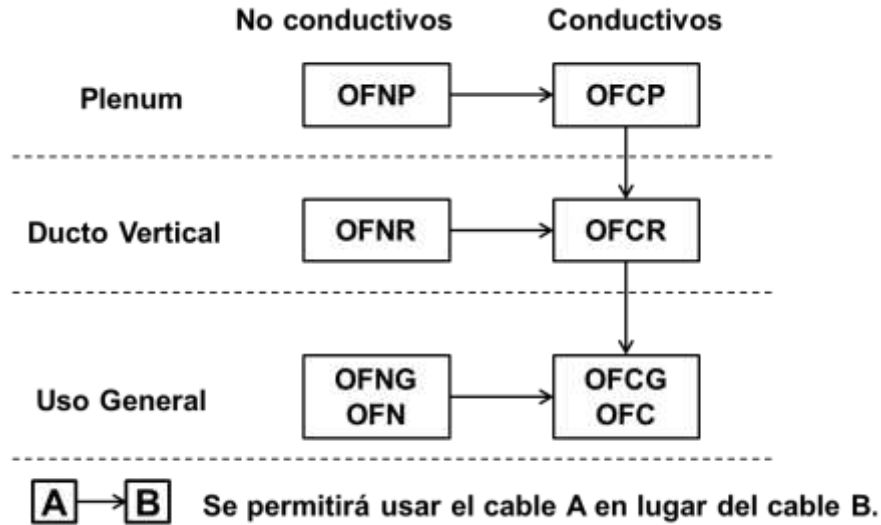 No conductivos Conductivos
Plenum OFNP OFCP
Ducto Vertical OFNR OFCR
Uso General OFNG OFCG
OFN OFC
A B Se permitirá usar el cable A en lugar del cable B.